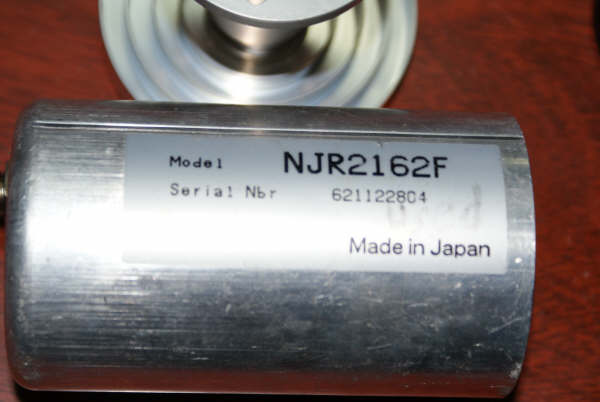 Model NJR2162F
Serial Nbr 621122804
Made in Japan